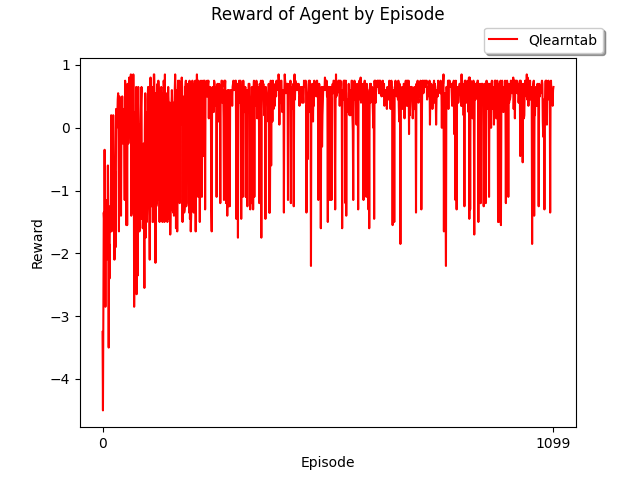 Reward of Agent by Episode
Qlearntab
1
0
−1
−2
−3
−4
Reward
0
1099
Episode